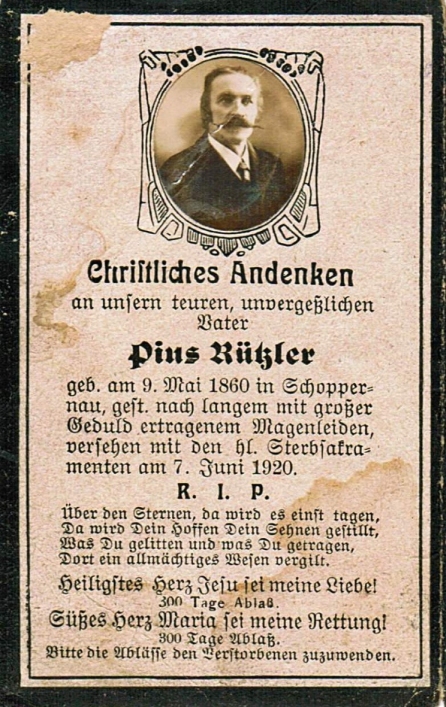 Christliches Andenken
an unsern teuren, unvergeßlichen
Vater
Pius Rützler
geb. am 9. Mai 1860 in Schopper=
nau, gest. nach langem mit großer
Geduld ertragenem Magenleiden,
versehen mit den hl. Sterbsakra=
menten am 7. Juni 1920.
R. I. P.
Über den Sternen, da wird es einst tagen,
Da wird Dein Hoffen Dein Sehnen gestillt,
Was Du gelitten und was Du getragen,
Dort ein allmächtiges Wesen vergilt.
Heiligstes Herz Jesu sei meine Liebe!
300 Tage Ablaß.
Süßes Herz Maria sei meine Rettung!
300 Tage Ablaß.
Bitte die Ablässe den Verstorbenen zuzuwenden.